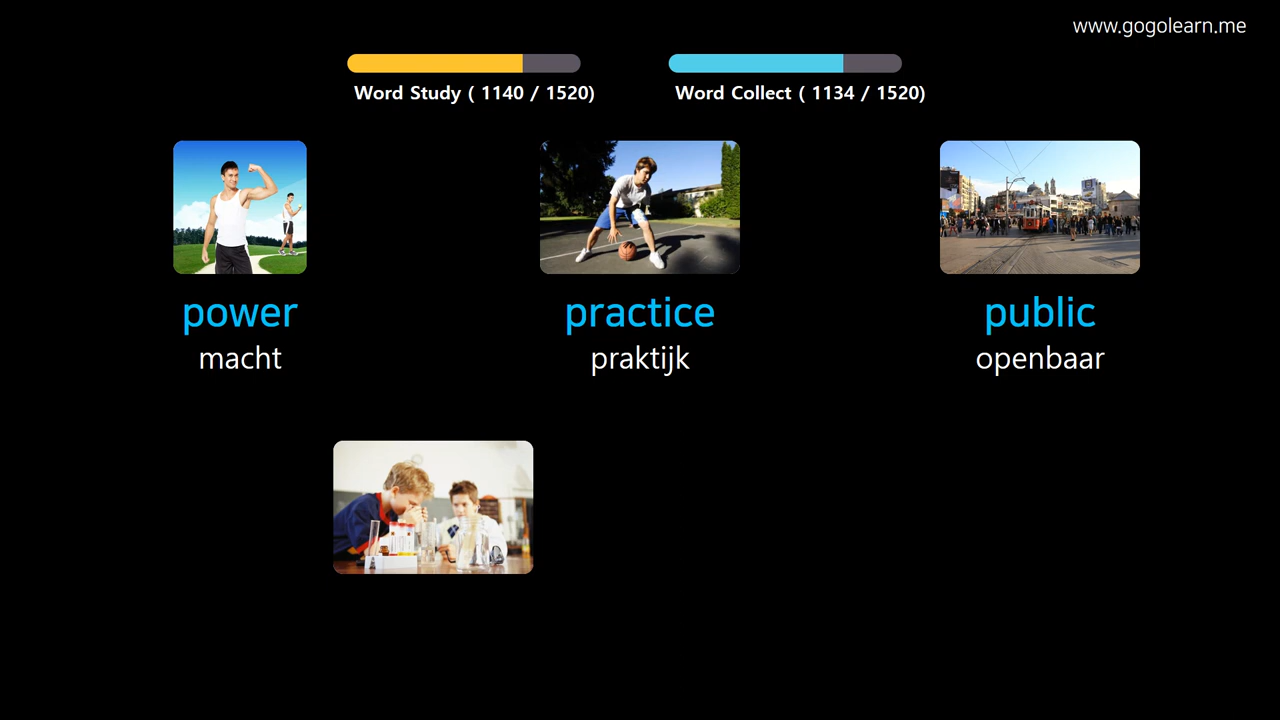 www.gogolearn.me
Word Study ( 1140 / 1520)
Word Collect ( 1134 / 1520)
power
macht
practice
praktijk
public
openbaar